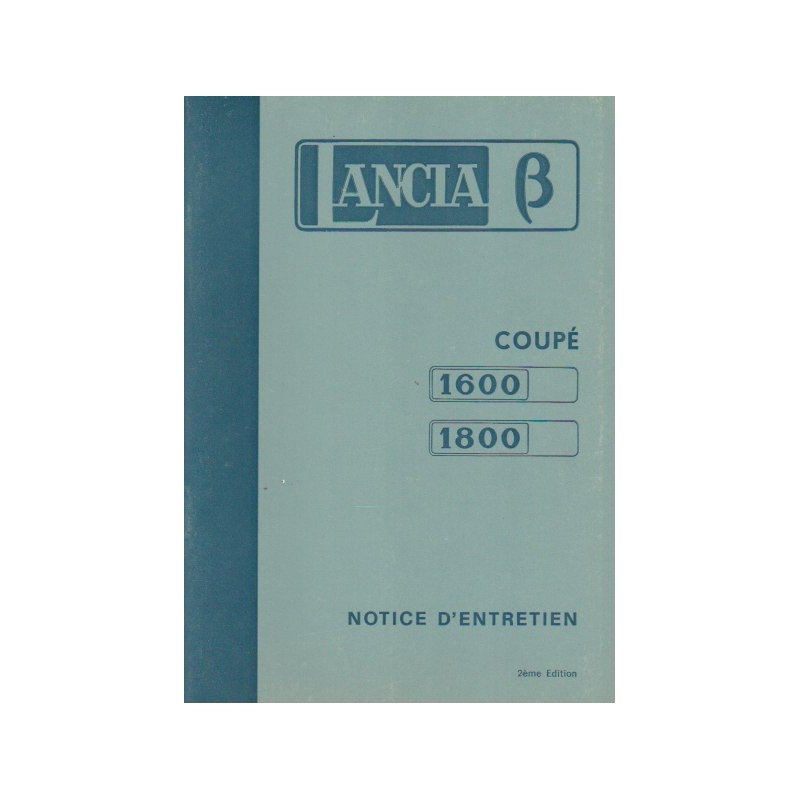 LANCIA β
COUPÉ
1600
1800
NOTICE D'ENTRETIEN
2ème Edition